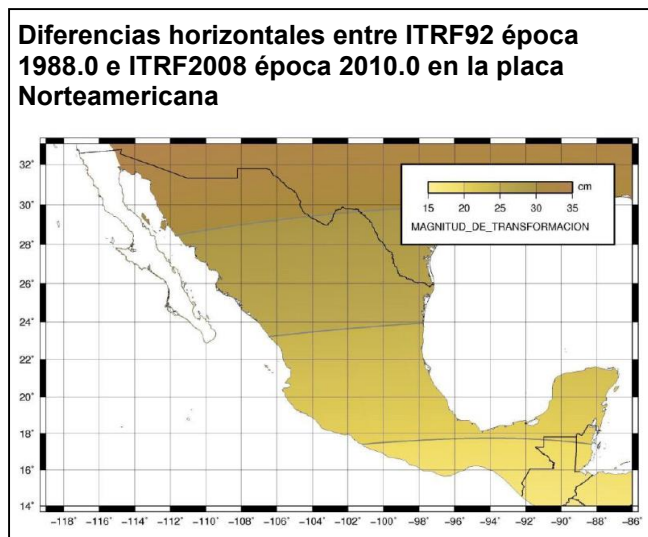 Diferencias horizontales entre ITRF92 época
1988.0 e ITRF2008 época 2010.0 en la placa
Norteamericana
32°
30°
28°
26°
24°
22°
20°
18°
16°
14°
cm
15 20 25 30 35
MAGNITUD_DE_TRANSFORMACION
-118° -116° -114° -112° -110° -108° -106° -104° -102° -100° -98° -96° -94° -92° -90° -88° -86°